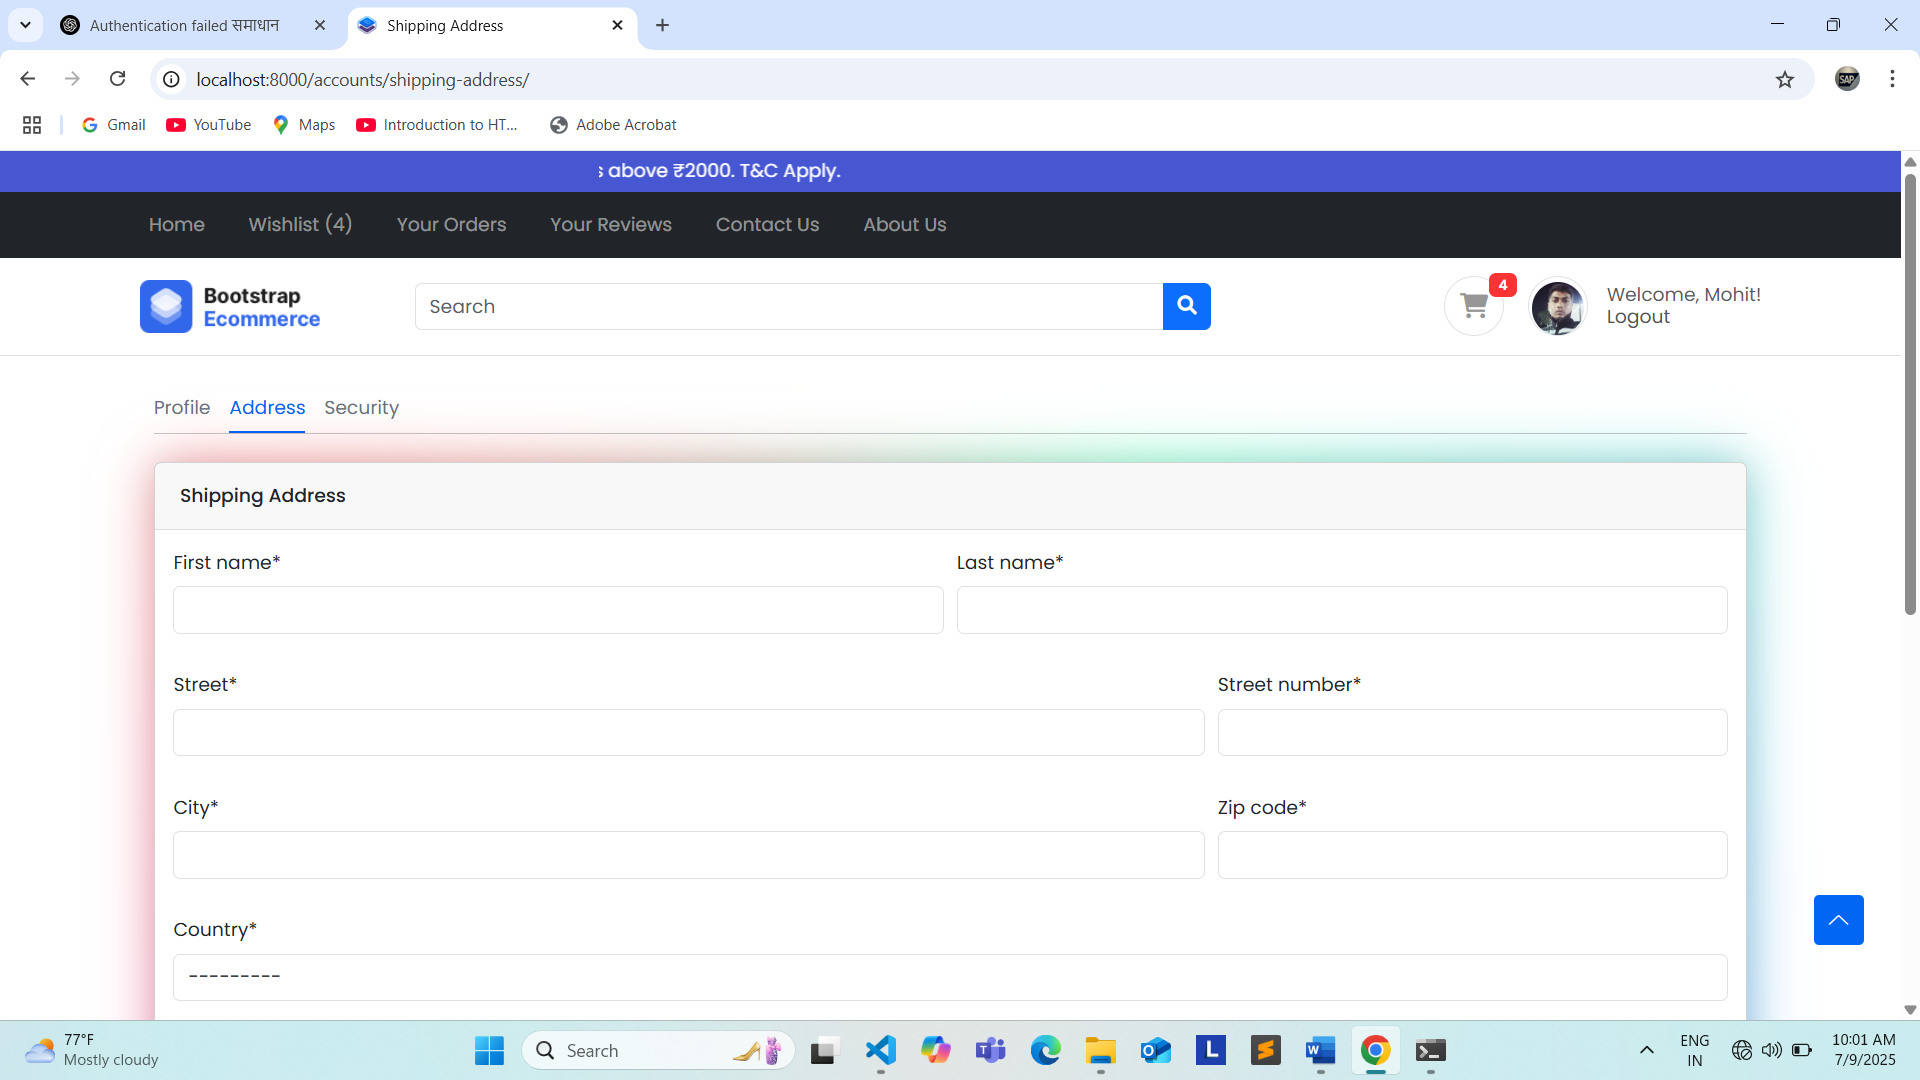 Authentication failed समाधान
Shipping Address
localhost:8000/accounts/shipping-address/
SAP
Gmail
YouTube
Maps
Introduction to HT...
Adobe Acrobat
s above ₹2000. T&C Apply.
Home
Wishlist (4)
Your Orders
Your Reviews
Contact Us
About Us
Bootstrap
Ecommerce
Search
4
Welcome, Mohit!
Logout
Profile
Address
Security
Shipping Address
First name*
Last name*
Street*
Street number*
City*
Zip code*
Country*
---------
77°F
Mostly cloudy
Search
L
ENG
IN
10:01 AM
7/9/2025